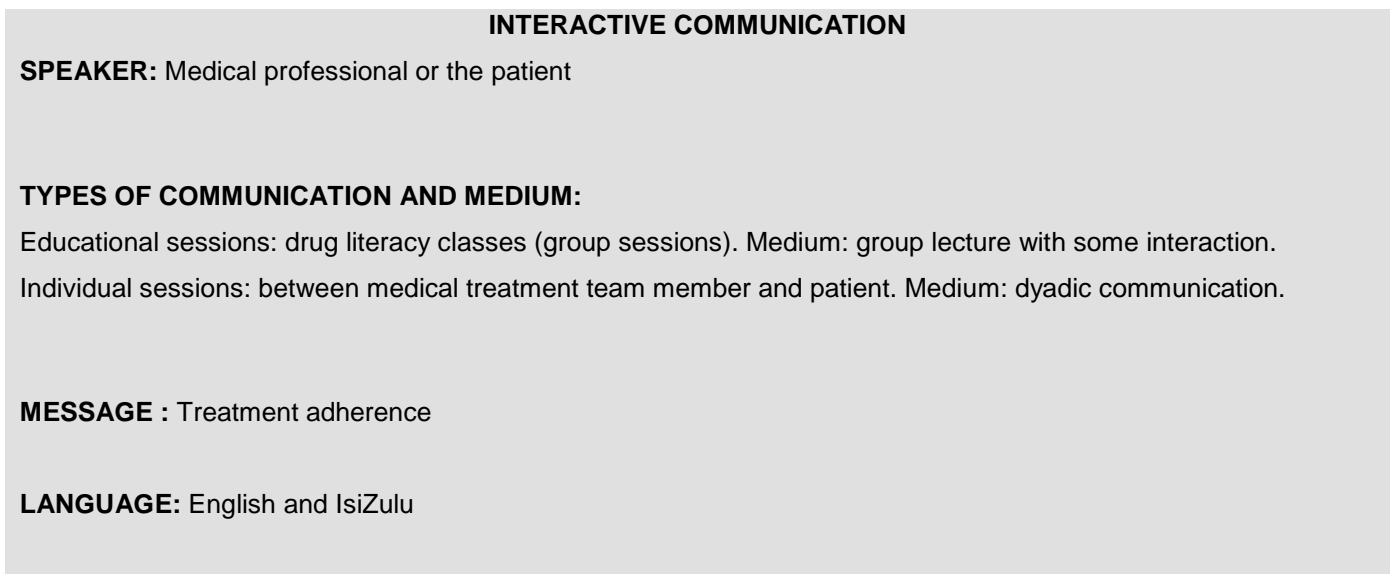 INTERACTIVE COMMUNICATION
SPEAKER: Medical professional or the patient
TYPES OF COMMUNICATION AND MEDIUM:
Educational sessions: drug literacy classes (group sessions). Medium: group lecture with some interaction.
Individual sessions: between medical treatment team member and patient. Medium: dyadic communication.
MESSAGE : Treatment adherence
LANGUAGE: English and IsiZulu